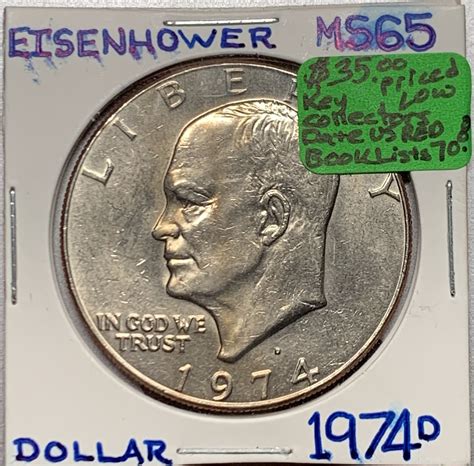 EISENHOWER MS65
$35.00
priced
Key Low
collectors
Date US RED
Book Lists 70.
LIBERTY
IN GOD WE
TRUST
D
1974
DOLLAR 1974D